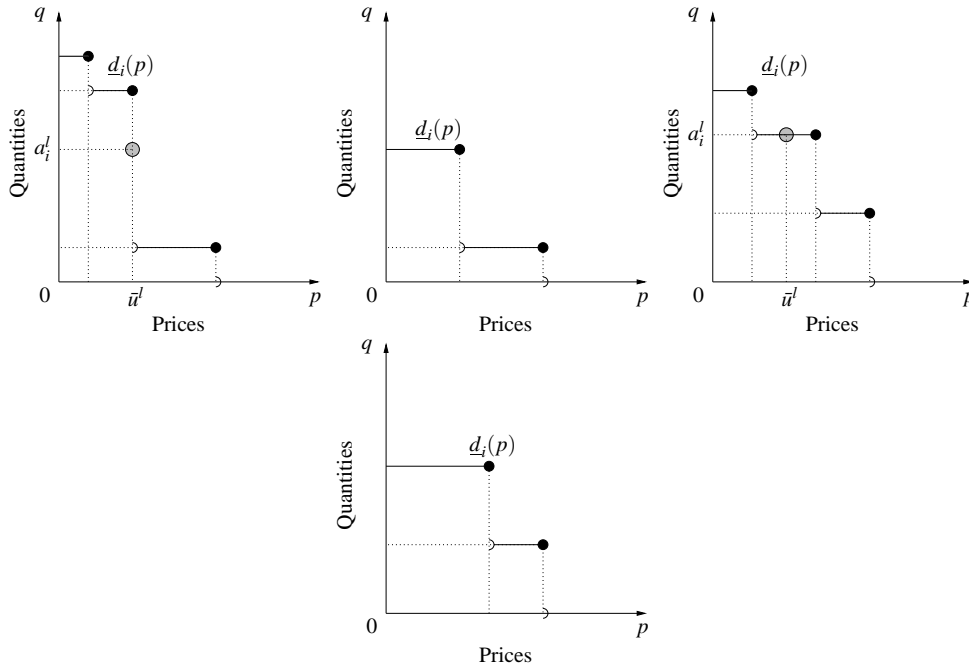 q
d_i(p)
Quantities
a_i^l
0
ū^l
p
Prices
q
d_i(p)
Quantities
0
p
Prices
q
d_i(p)
Quantities
a_i^l
0
ū^l
p
Prices
q
d_i(p)
Quantities
0
p
Prices